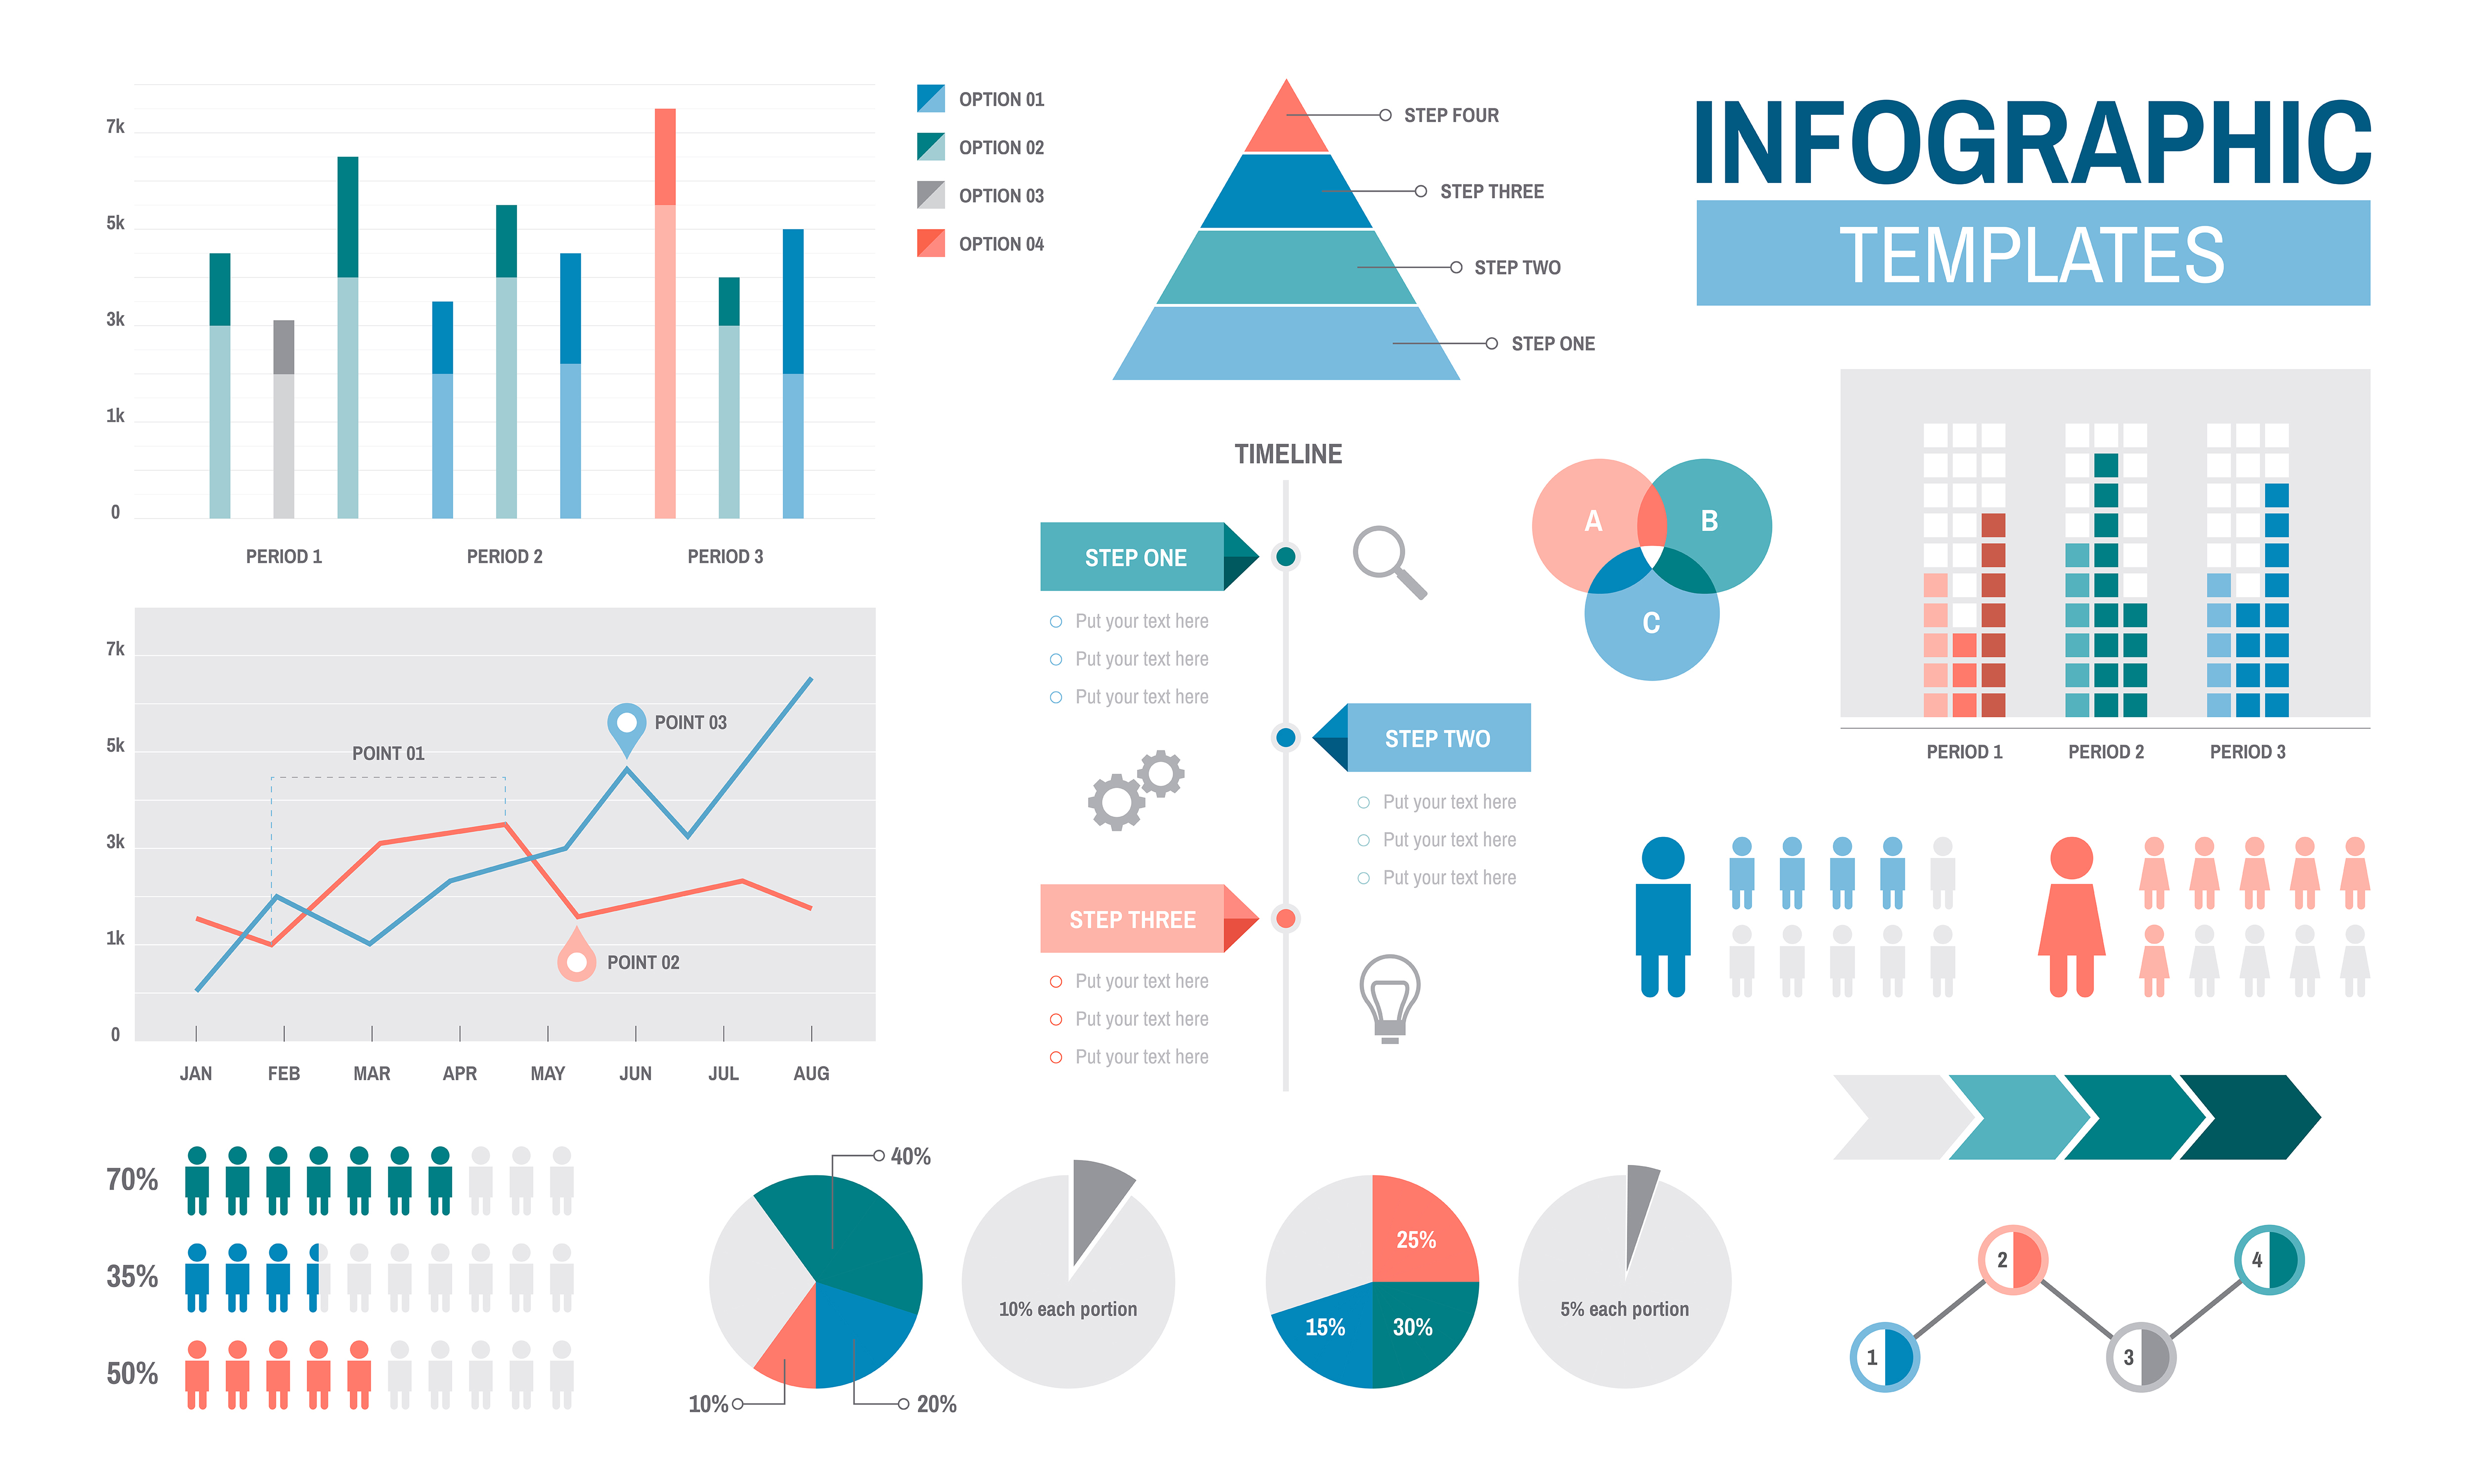 INFOGRAPHIC
TEMPLATES
7k
5k
3k
1k
0
PERIOD 1
PERIOD 2
PERIOD 3
OPTION 01
OPTION 02
OPTION 03
OPTION 04
STEP FOUR
STEP THREE
STEP TWO
STEP ONE
7k
5k
3k
1k
0
POINT 01
POINT 03
POINT 02
JAN
FEB
MAR
APR
MAY
JUN
JUL
AUG
TIMELINE
STEP ONE
Put your text here
Put your text here
Put your text here
STEP TWO
Put your text here
Put your text here
Put your text here
STEP THREE
Put your text here
Put your text here
Put your text here
A
B
C
PERIOD 1
PERIOD 2
PERIOD 3
70%
35%
50%
40%
10%
20%
10% each portion
25%
15%
30%
5% each portion
1
2
3
4